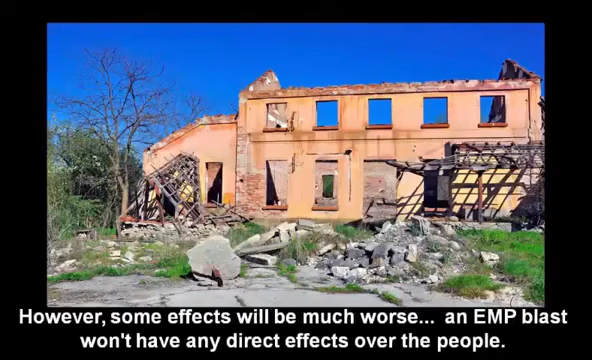 However, some effects will be much worse...  an EMP blast
won't have any direct effects over the people.